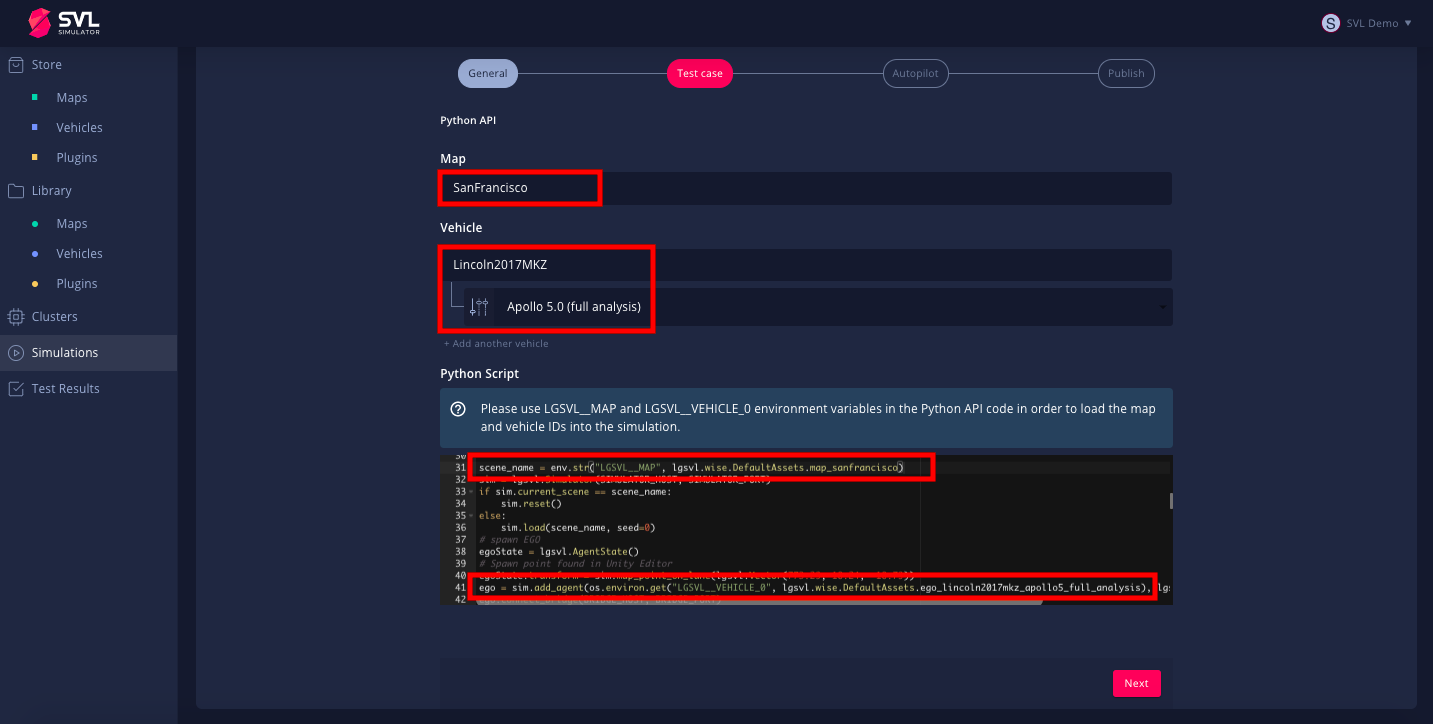 SVL
SIMULATOR
S SVL Demo
Store
Maps
Vehicles
Plugins
Library
Maps
Vehicles
Plugins
Clusters
Simulations
Test Results
General
Test case
Autopilot
Publish
Python API
Map
SanFrancisco
Vehicle
Lincoln2017MKZ
Apollo 5.0 (full analysis)
+ Add another vehicle
Python Script
Please use LGSVL__MAP and LGSVL__VEHICLE_0 environment variables in the Python API code in order to load the map
and vehicle IDs into the simulation.
30
31 scene_name = env.str("LGSVL__MAP", lgsvl.wise.DefaultAssets.map_sanfrancisco)
32 sim = lgsvl.Simulator(SIMULATOR_HOST, SIMULATOR_PORT)
33 if sim.current_scene == scene_name:
34 sim.reset()
35 else:
36 sim.load(scene_name, seed=0)
37 # spawn EGO
38 egoState = lgsvl.AgentState()
39 # Spawn point found in Unity Editor
40 egoState.transform = sim.map_point_on_lane(lgsvl.Vector(
41 ego = sim.add_agent(os.environ.get("LGSVL__VEHICLE_0", lgsvl.wise.DefaultAssets.ego_lincoln2017mkz_apollo5_full_analysis), lgs
42
Next